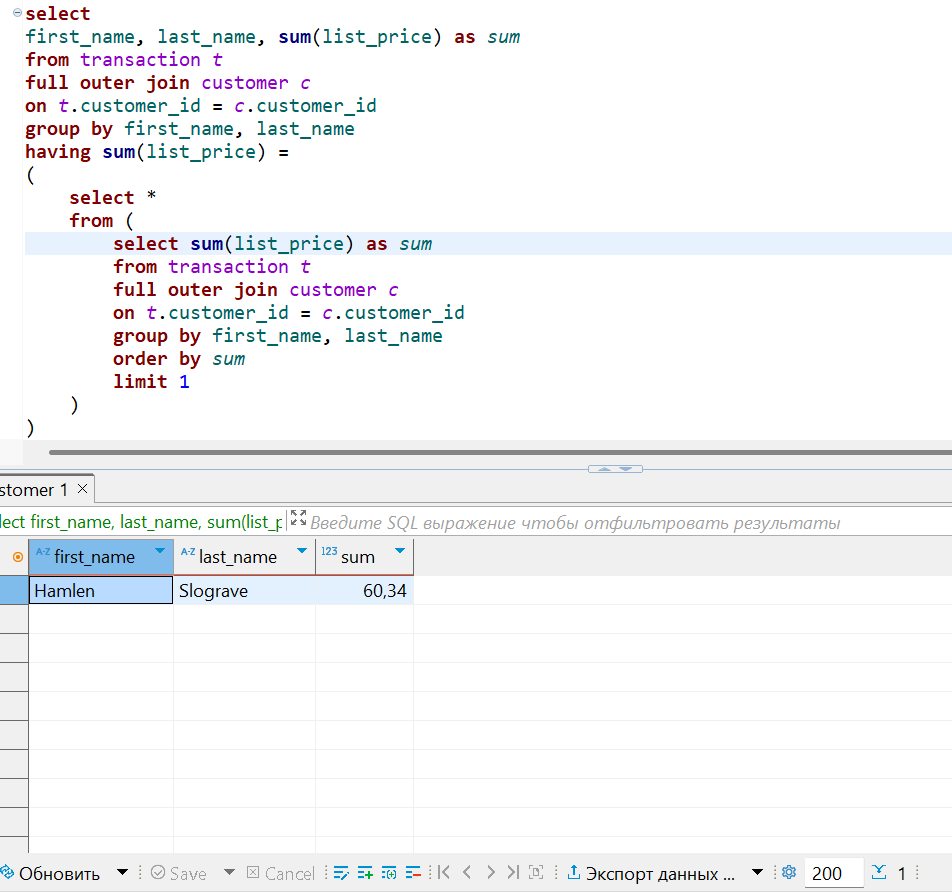 select
first_name, last_name, sum(list_price) as sum
from transaction t
full outer join customer c
on t.customer_id = c.customer_id
group by first_name, last_name
having sum(list_price) =
(
select *
from (
select sum(list_price) as sum
from transaction t
full outer join customer c
on t.customer_id = c.customer_id
group by first_name, last_name
order by sum
limit 1
)
)
stomer 1
lect first_name, last_name, sum(list_p Введите SQL выражение чтобы отфильтровать результаты
A-Z first_name A-Z last_name 123 sum
Hamlen Slograve 60,34
Обновить Save Cancel Экспорт данных ... 200 1